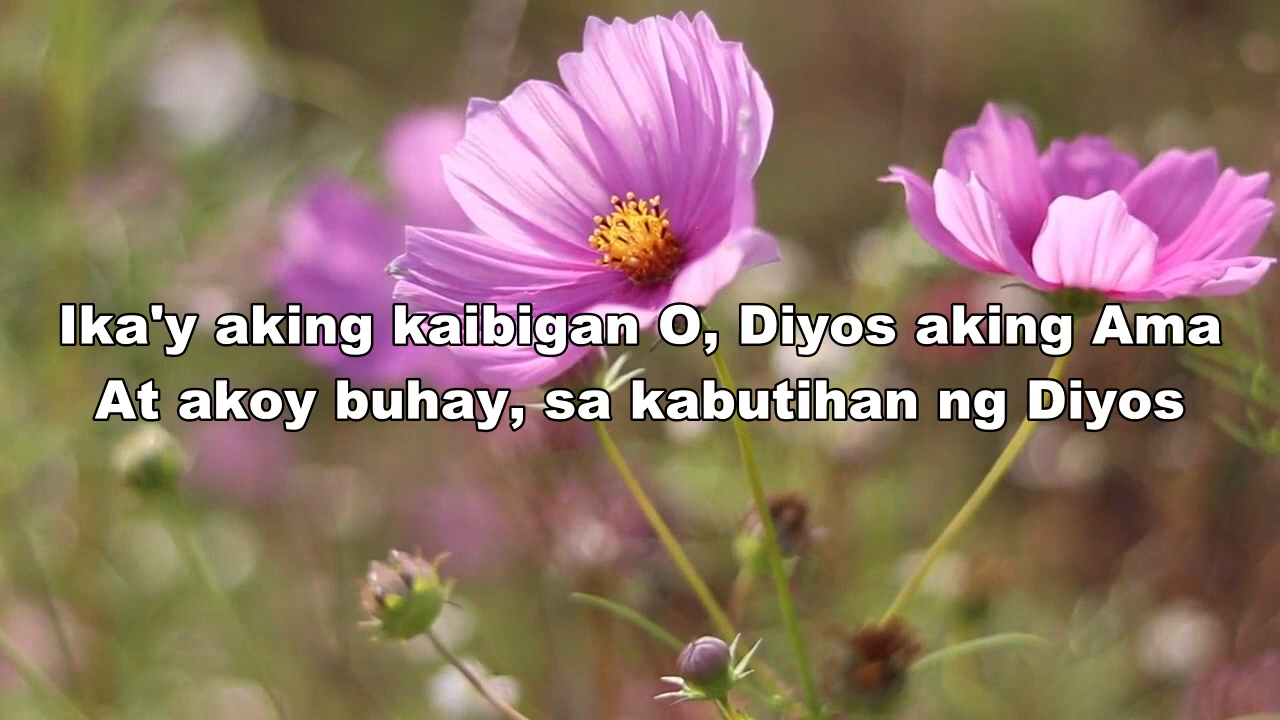 Ika'y aking kaibigan O, Diyos aking Ama
At akoy buhay, sa kabutihan ng Diyos